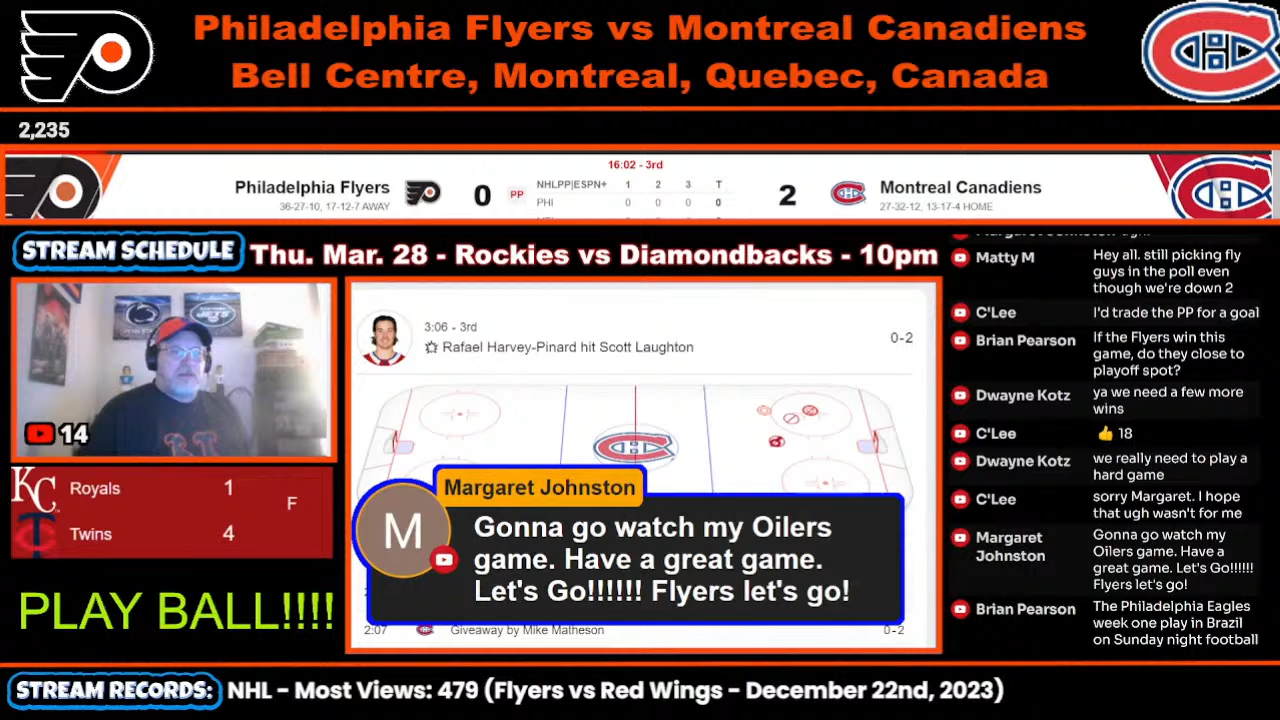 Philadelphia Flyers vs Montreal Canadiens
Bell Centre, Montreal, Quebec, Canada
2,235
16:02 - 3rd
Philadelphia Flyers
36-27-10, 17-12-7 AWAY
0
PP
NHLPP|ESPN+ 1 2 3 T
PHI 0 0 0 0
2
Montreal Canadiens
27-32-12, 13-17-4 HOME
STREAM SCHEDULE
Thu. Mar. 28 - Rockies vs Diamondbacks - 10pm
JETS
14
KC
Royals 1
Twins 4
F
PLAY BALL!!!!
3:06 - 3rd
Rafael Harvey-Pinard hit Scott Laughton
0-2
Margaret Johnston
M
Gonna go watch my Oilers
game. Have a great game.
Let's Go!!!!!! Flyers let's go!
2:07 Giveaway by Mike Matheson 0-2
Matty M
Hey all. still picking fly
guys in the poll even
though we're down 2
C'Lee
I'd trade the PP for a goal
Brian Pearson
If the Flyers win this
game, do they close to
playoff spot?
Dwayne Kotz
ya we need a few more
wins
C'Lee
👍 18
Dwayne Kotz
we really need to play a
hard game
C'Lee
sorry Margaret. I hope
that ugh wasn't for me
Margaret
Johnston
Gonna go watch my
Oilers game. Have a
great game. Let's Go!!!!!!
Flyers let's go!
Brian Pearson
The Philadelphia Eagles
week one play in Brazil
on Sunday night football
STREAM RECORDS:
NHL - Most Views: 479 (Flyers vs Red Wings - December 22nd, 2023)